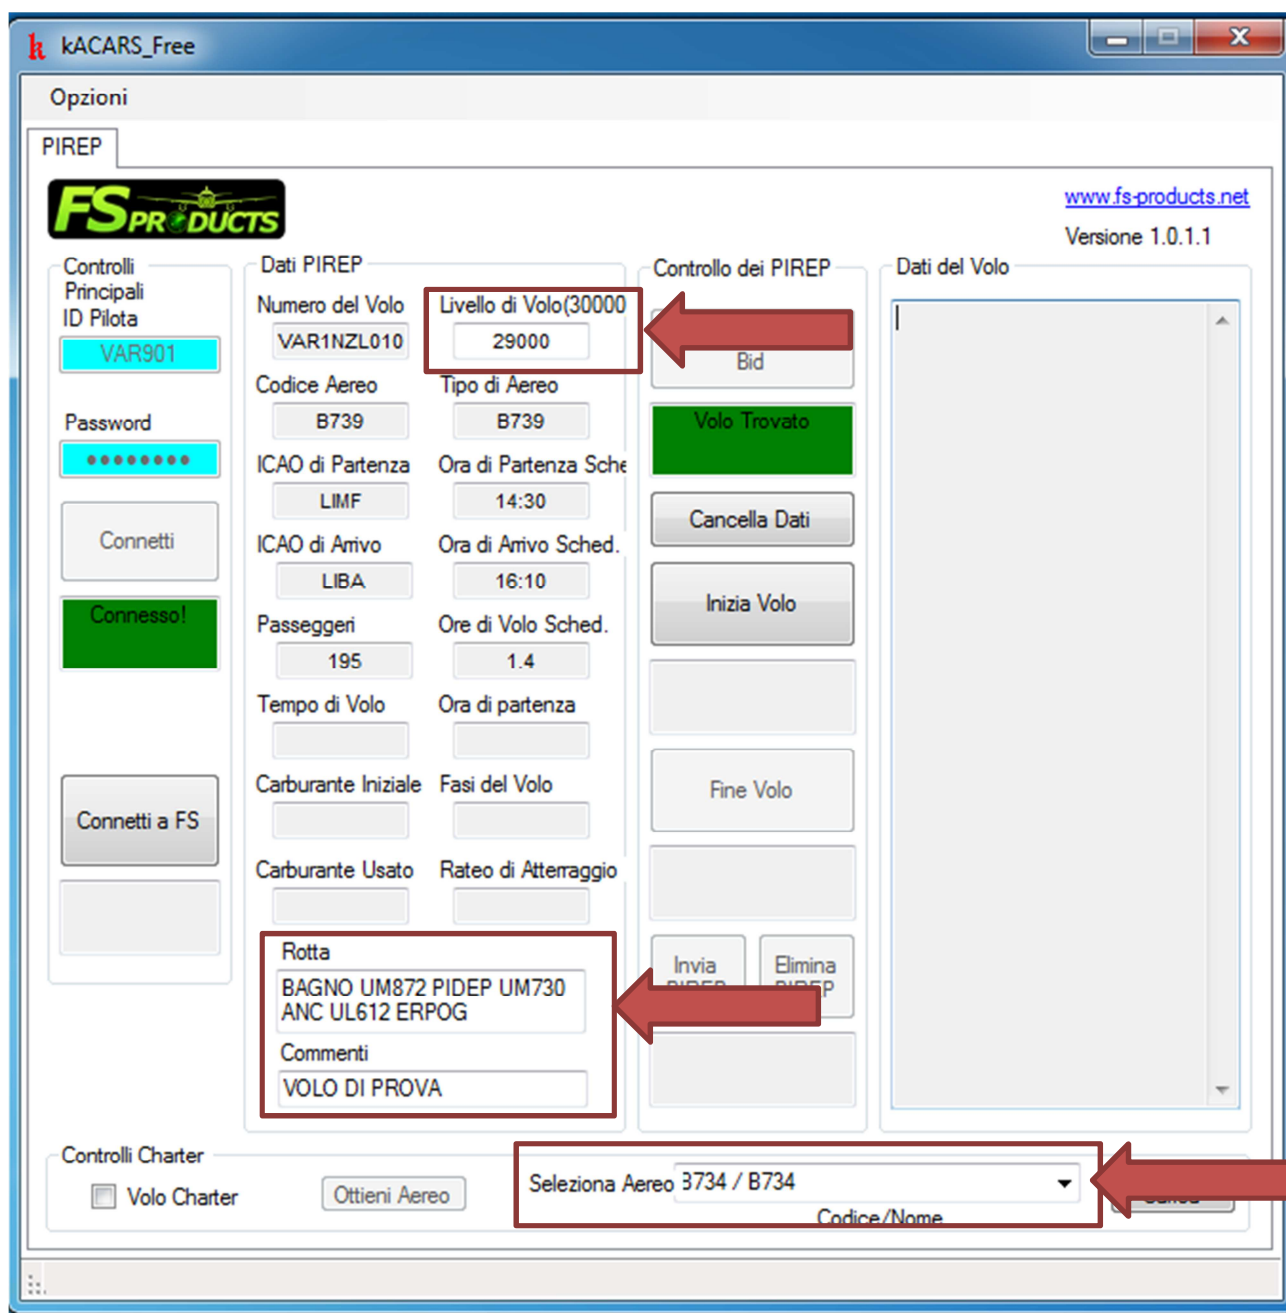 kACARS_Free
Opzioni
PIREP
FSPRODUCTS
www.fs-products.net
Versione 1.0.1.1
Controlli
Principali
ID Pilota
VAR901
Password
Connetti
Connesso!
Connetti a FS
Dati PIREP
Numero del Volo
VAR1NZL010
Livello di Volo(30000
29000
Codice Aereo
B739
Tipo di Aereo
B739
ICAO di Partenza
LIMF
Ora di Partenza Sche
14:30
ICAO di Arrivo
LIBA
Ora di Arrivo Sched.
16:10
Passeggeri
195
Ore di Volo Sched.
1.4
Tempo di Volo
Ora di partenza
Carburante Iniziale
Fasi del Volo
Carburante Usato
Rateo di Atterraggio
Rotta
BAGNO UM872 PIDEP UM730
ANC UL612 ERPOG
Commenti
VOLO DI PROVA
Controllo dei PIREP
Bid
Volo Trovato
Cancella Dati
Inizia Volo
Fine Volo
Invia
PIREP
Elimina
PIREP
Dati del Volo
Controlli Charter
Volo Charter
Ottieni Aereo
Seleziona Aereo
B734 / B734
Codice/Nome